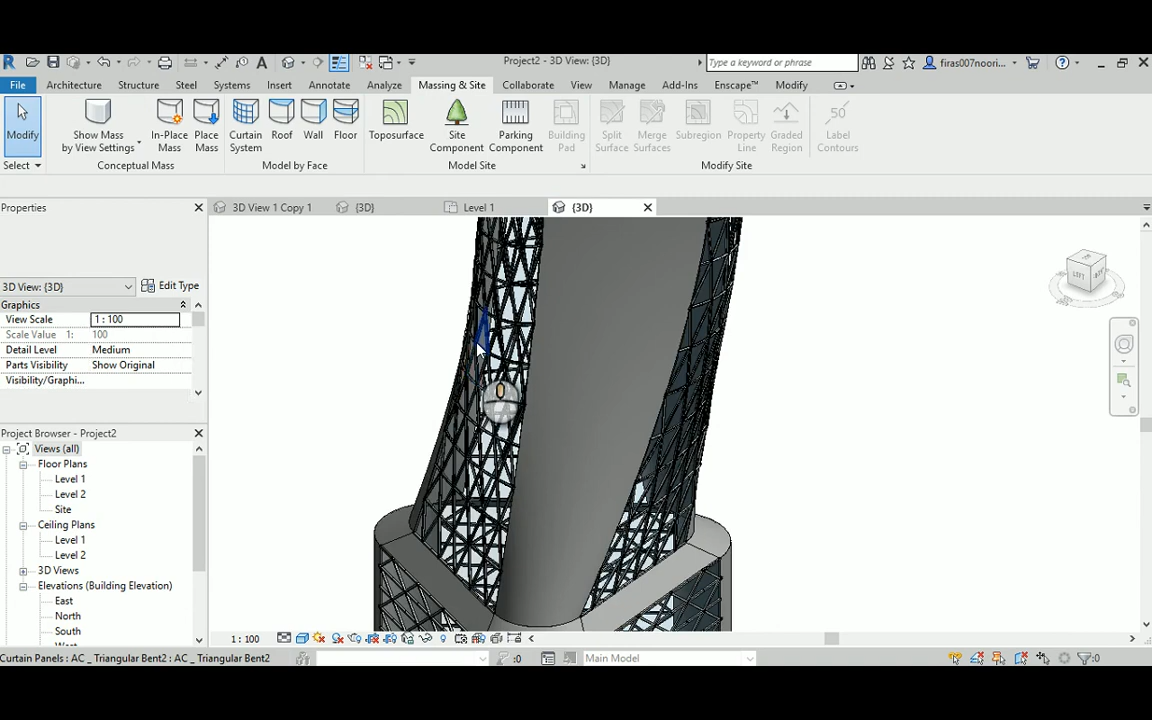 Project2 - 3D View: {3D}
Type a keyword or phrase
firas007noori...
File Architecture Structure Steel Systems Insert Annotate Analyze Massing & Site Collaborate View Manage Add-Ins Enscape™ Modify
Modify
Show Mass
by View Settings
In-Place
Mass
Place
Mass
Curtain
System
Roof
Wall
Floor
Toposurface
Site
Component
Parking
Component
Building
Pad
Split
Surface
Merge
Surfaces
Subregion
Property
Line
Graded
Region
Label
Contours
Select
Conceptual Mass
Model by Face
Model Site
Modify Site
Properties
3D View 1 Copy 1
{3D}
Level 1
{3D}
3D View: {3D}
Edit Type
Graphics
View Scale 1 : 100
Scale Value 1: 100
Detail Level Medium
Parts Visibility Show Original
Visibility/Graphi...
Project Browser - Project2
Views (all)
Floor Plans
Level 1
Level 2
Site
Ceiling Plans
Level 1
Level 2
3D Views
Elevations (Building Elevation)
East
North
South
LEFT
1 : 100
Curtain Panels : AC _ Triangular Bent2 : AC _ Triangular Bent2
:0
Main Model
:0